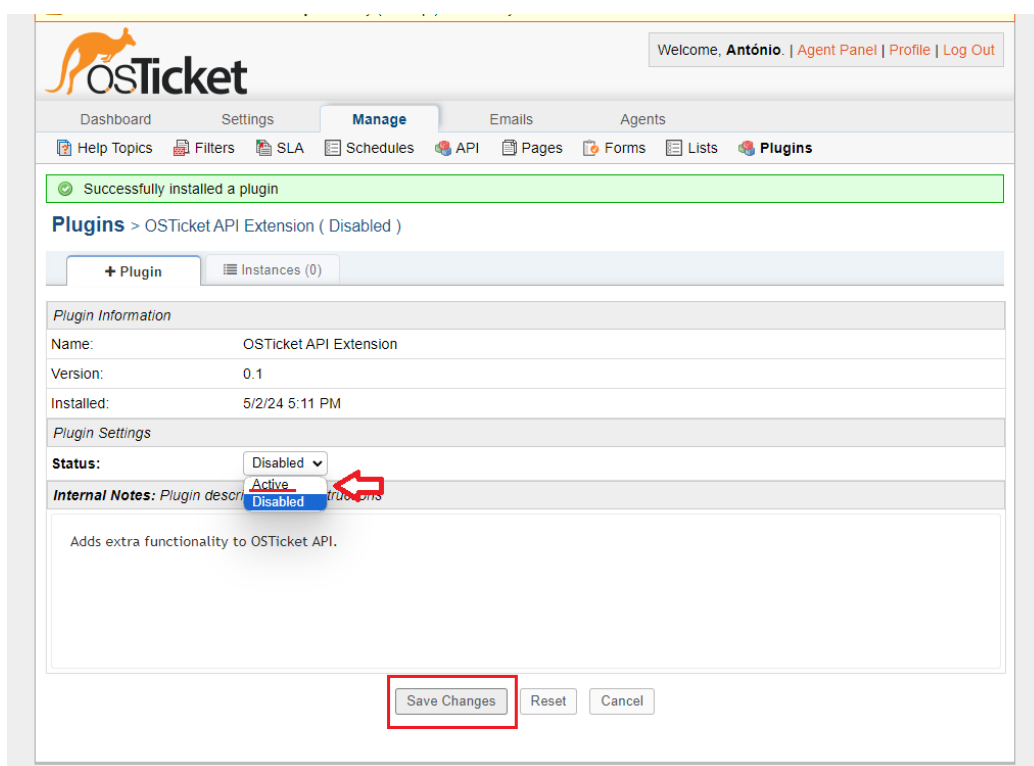 osTicket
Welcome, António. | Agent Panel | Profile | Log Out
Dashboard Settings Manage Emails Agents
Help Topics Filters SLA Schedules API Pages Forms Lists Plugins
Successfully installed a plugin
Plugins > OSTicket API Extension ( Disabled )
+ Plugin Instances (0)
Plugin Information
Name: OSTicket API Extension
Version: 0.1
Installed: 5/2/24 5:11 PM
Plugin Settings
Status: Disabled
Active
Disabled
Internal Notes: Plugin
Adds extra functionality to OSTicket API.
Save Changes Reset Cancel